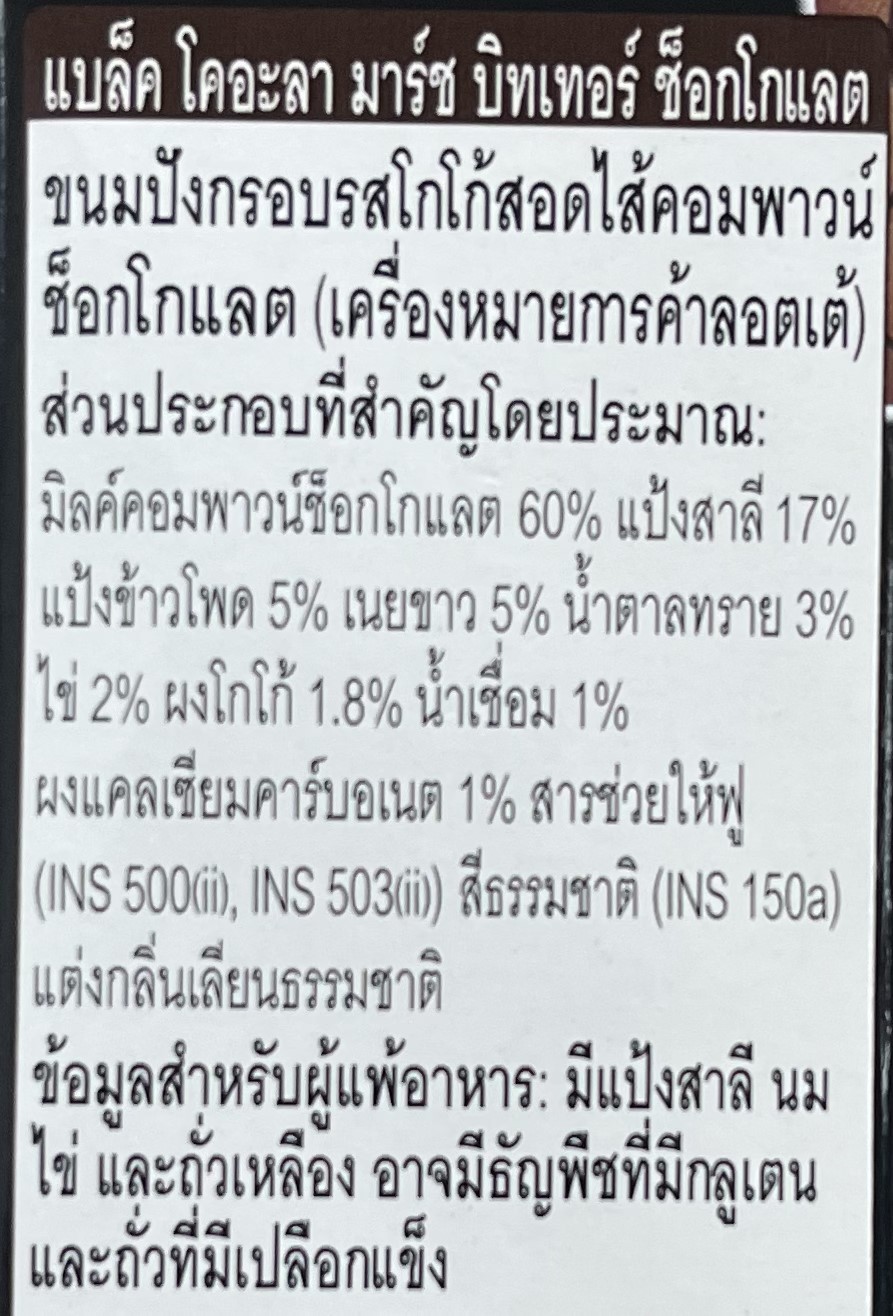 แบล็ค โคอะลา มาร์ช บิทเทอร์ ช็อกโกแลต
ขนมปังกรอบรสโกโก้สอดไส้คอมพาวน์
ช็อกโกแลต (เครื่องหมายการค้าลอตเต้)
ส่วนประกอบที่สำคัญโดยประมาณ:
มิลค์คอมพาวน์ช็อกโกแลต 60% แป้งสาลี 17%
แป้งข้าวโพด 5% เนยขาว 5% น้ำตาลทราย 3%
ไข่ 2% ผงโกโก้ 1.8% น้ำเชื่อม 1%
ผงแคลเซียมคาร์บอเนต 1% สารช่วยให้ฟู
(INS 500(ii), INS 503(ii)) สีธรรมชาติ (INS 150a)
แต่งกลิ่นเลียนธรรมชาติ
ข้อมูลสำหรับผู้แพ้อาหาร: มีแป้งสาลี นม
ไข่ และถั่วเหลือง อาจมีธัญพืชที่มีกลูเตน
และถั่วที่มีเปลือกแข็ง